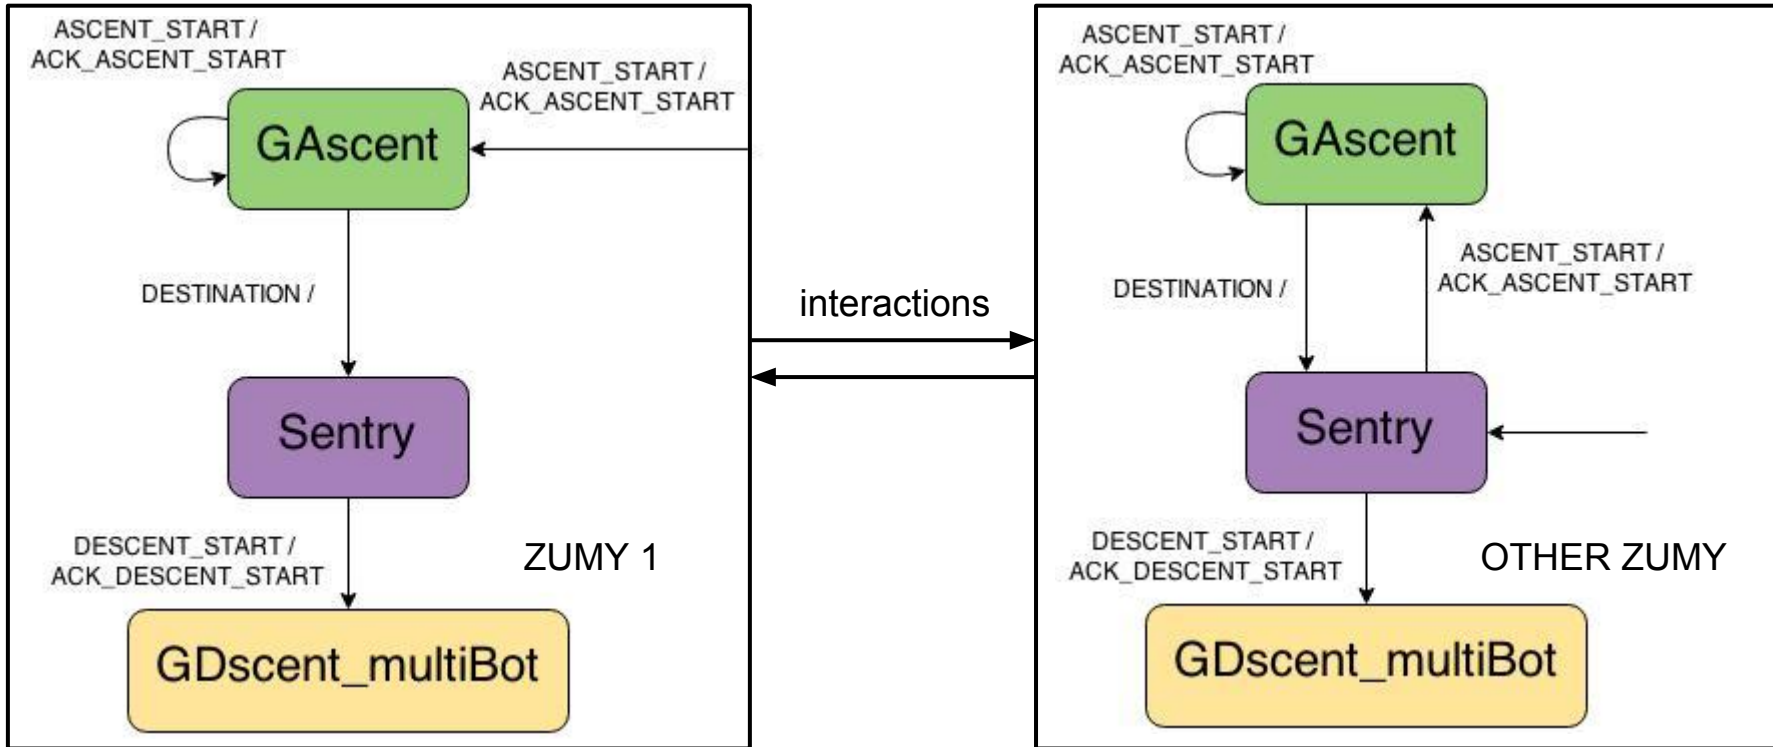 ASCENT_START /
ACK_ASCENT_START
ASCENT_START /
ACK_ASCENT_START
GAscent
DESTINATION /
Sentry
DESCENT_START /
ACK_DESCENT_START
ZUMY 1
GDscent_multiBot
interactions
ASCENT_START /
ACK_ASCENT_START
GAscent
ASCENT_START /
ACK_ASCENT_START
DESTINATION /
Sentry
DESCENT_START /
ACK_DESCENT_START
OTHER ZUMY
GDscent_multiBot